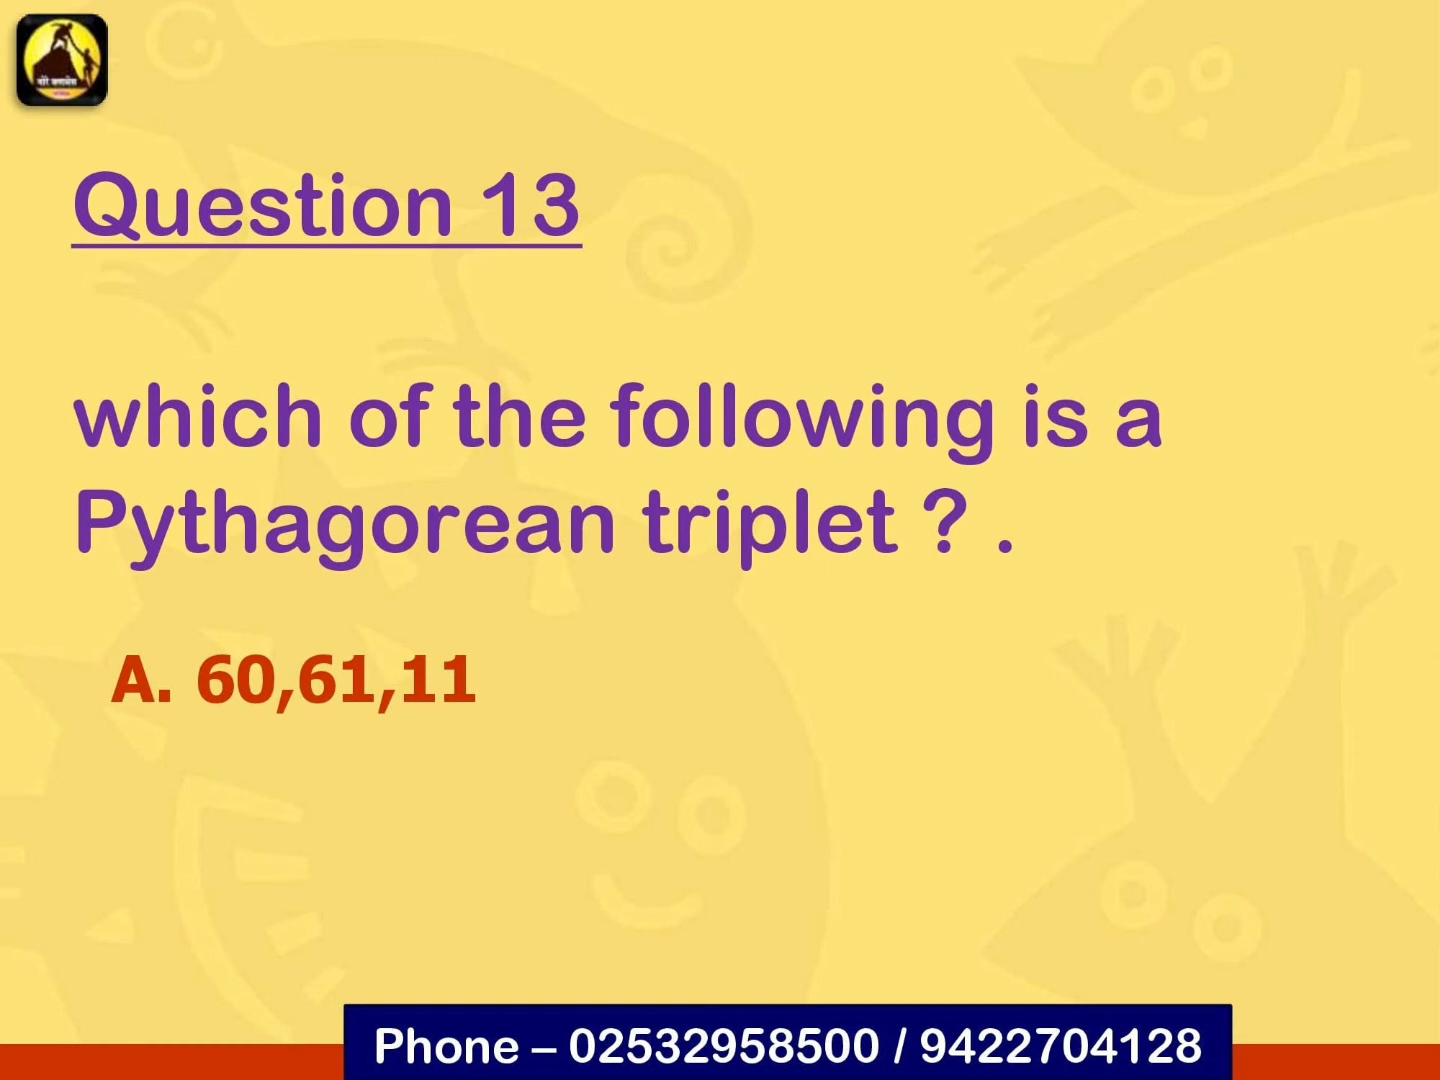 Question 13
which of the following is a
Pythagorean triplet ? .
A. 60,61,11
Phone – 02532958500 / 9422704128